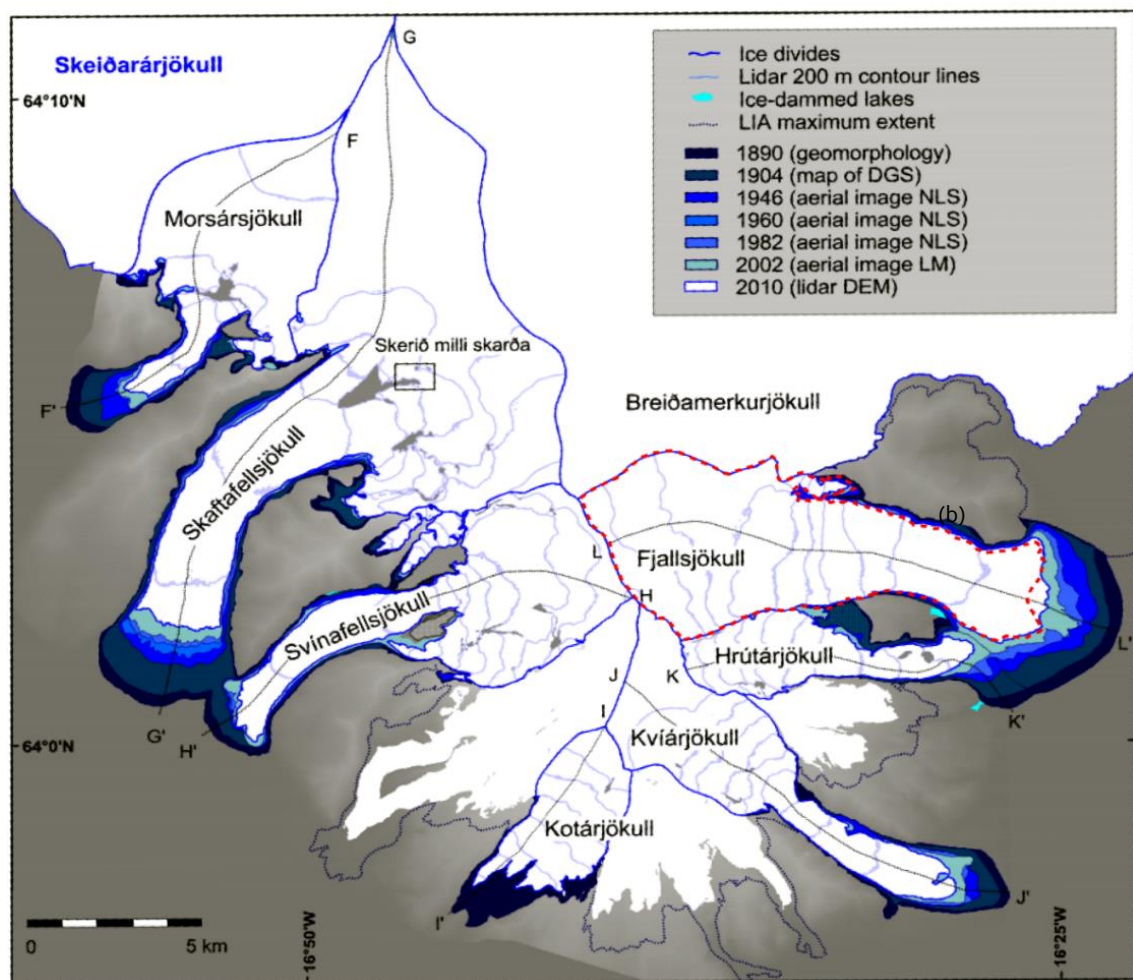 G
Skeiðarárjökull
64°10'N
F
Ice divides
Lidar 200 m contour lines
Ice-dammed lakes
LIA maximum extent
1890 (geomorphology)
1904 (map of DGS)
1946 (aerial image NLS)
1960 (aerial image NLS)
1982 (aerial image NLS)
2002 (aerial image LM)
2010 (lidar DEM)
Morsársjökull
Skerið milli skarða
F'
Breiðamerkurjökull
Skaftafellsjökull
(b)
L
Fjallsjökull
H
Svínafellsjökull
L'
Hrútárjökull
J
K
I
K'
G'
H'
64°0'N
Kvíárjökull
Kotárjökull
I'
J'
0
5 km
16°50'W
16°25'W